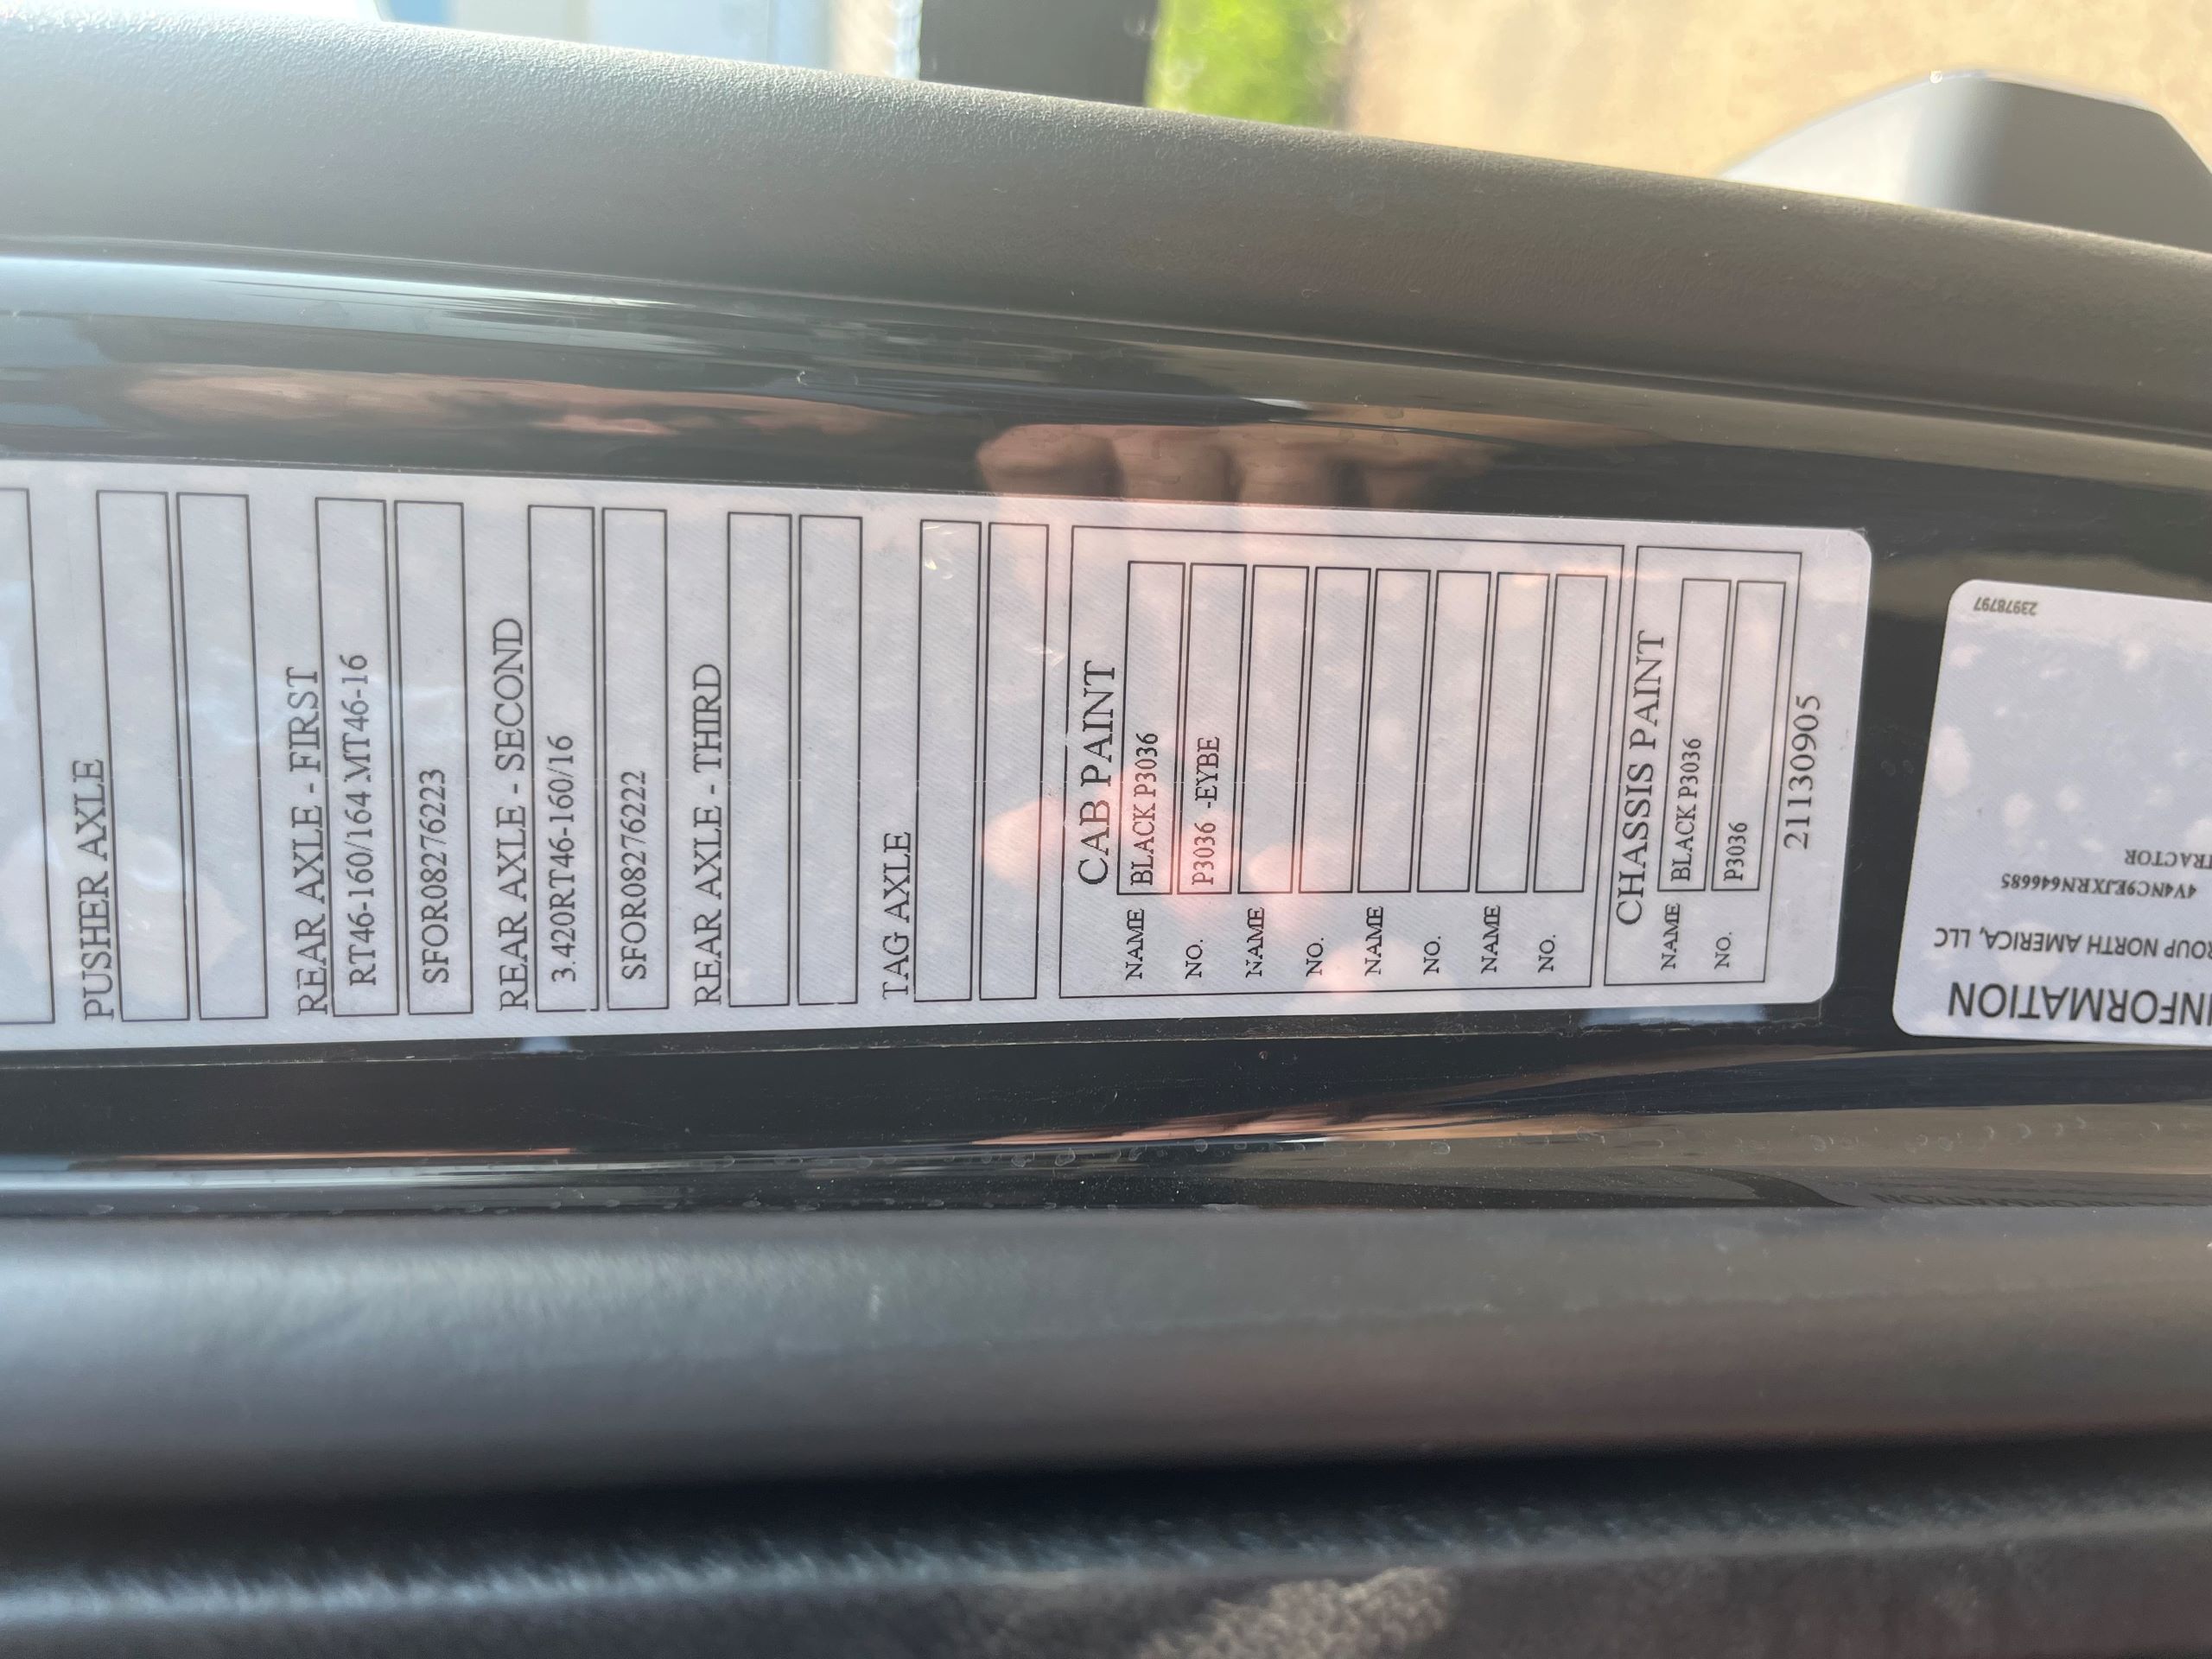 PUSHER AXLE
REAR AXLE - FIRST
RT46-160/164 MT46-16
SFOR08276223
REAR AXLE - SECOND
3.420RT46-160/16
SFOR08276222
REAR AXLE - THIRD
TAG AXLE
CAB PAINT
NAME BLACK P3036
NO. P3036 -EYBE
NAME
NO.
NAME
NO.
NAME
NO.
CHASSIS PAINT
NAME BLACK P3036
NO. P3036
21130905
NFORMATION
ROUP NORTH AMERICA, LLC
4V4NC9EJXRN646685
TRACTOR
23978797